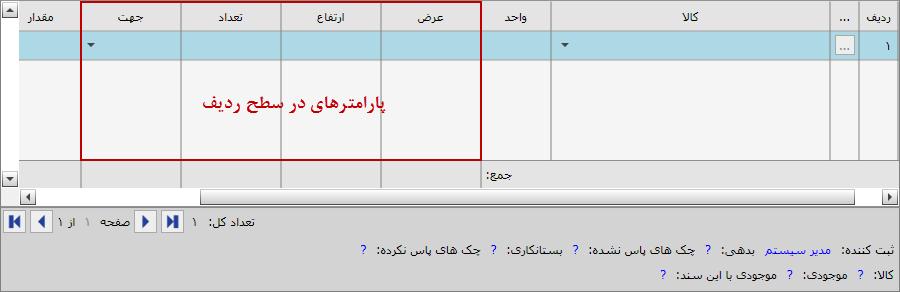 ردیف ... کالا واحد عرض ارتفاع تعداد جهت مقدار
۱ ...
پارامترهای در سطح ردیف
جمع:
تعداد کل: ۱ صفحه ۱ از ۱
ثبت کننده: مدیر سیستم بدهی: ? چک های پاس نشده: ? بستانکاری: ? چک های پاس نکرده: ?
کالا: ? موجودی: ? موجودی با این سند: ?